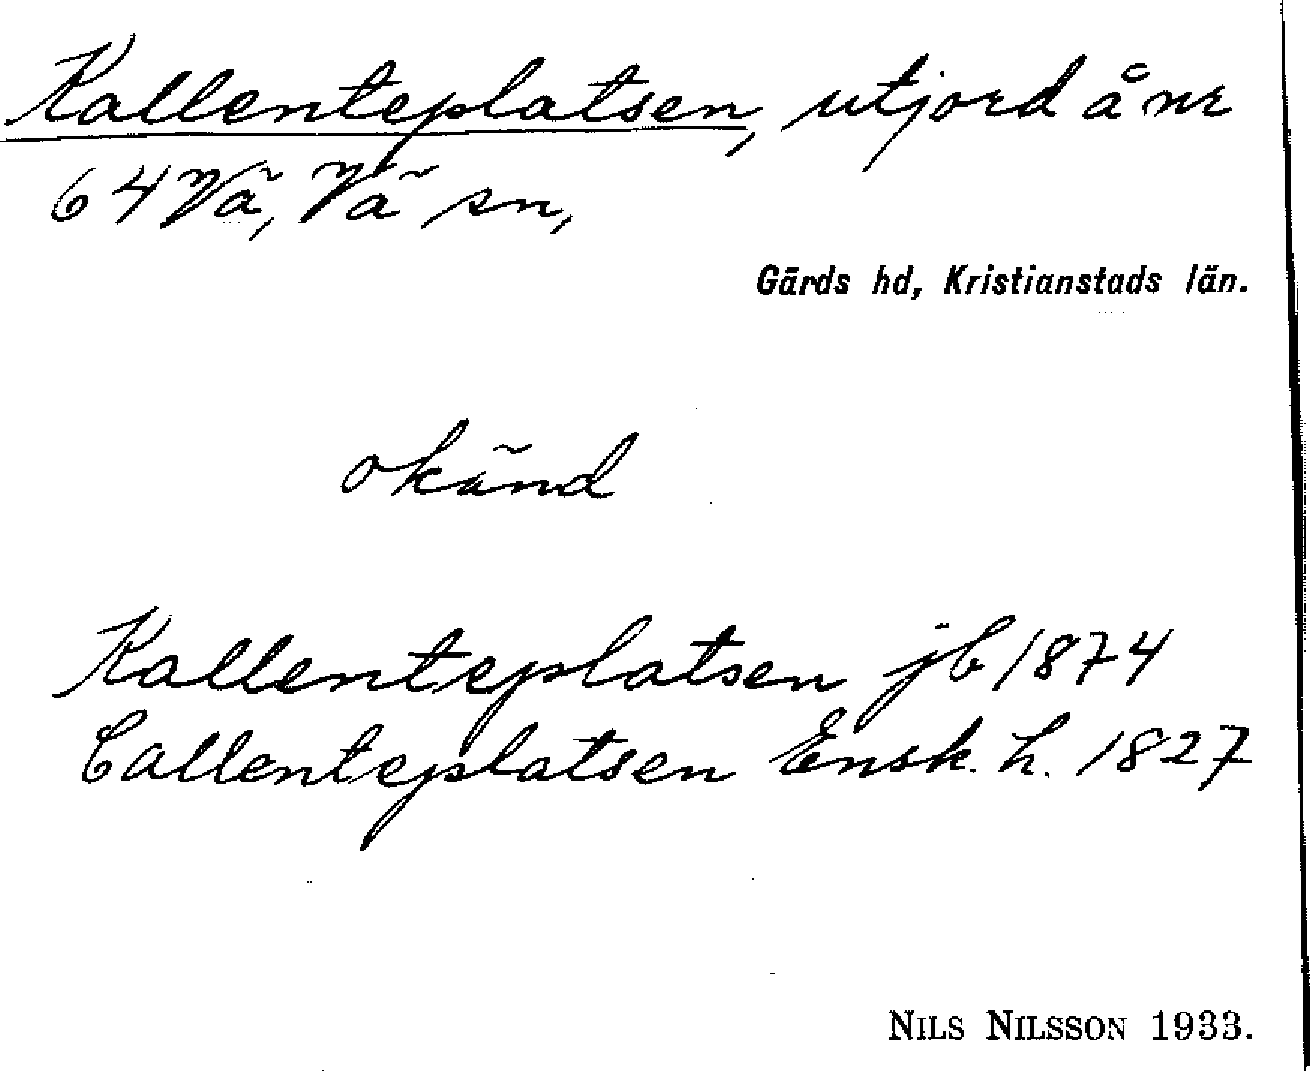 Kallenteplatsen, utjord å nr
64 Vä, Vä sn,
Gärds hd, Kristianstads län.
okänd
Kallenteplatsen jb 1874
Callenteplatsen Ensk. h. 1827
NILS NILSSON 1933.